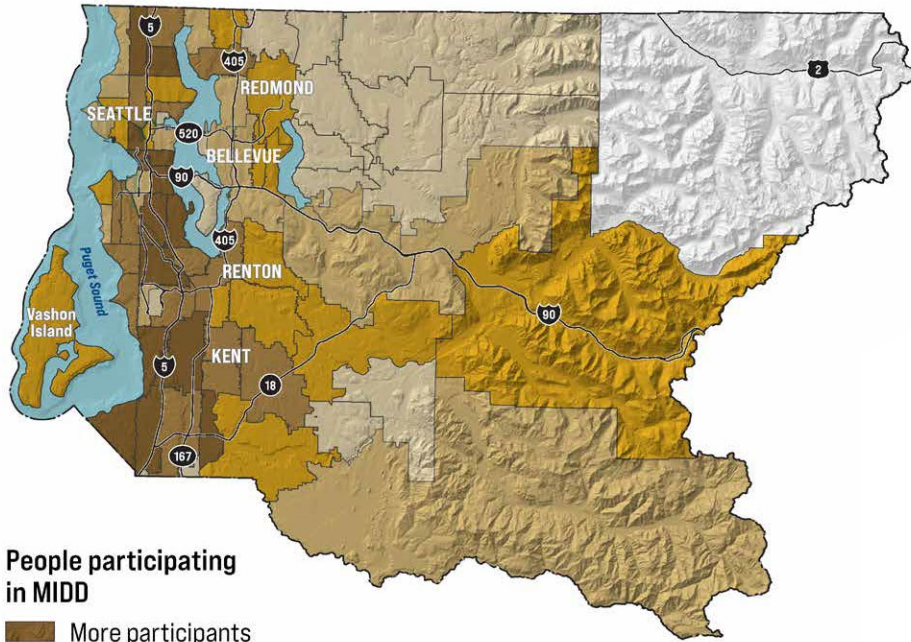 5
405
2
REDMOND
SEATTLE
520
BELLEVUE
90
405
RENTON
Puget Sound
Vashon
Island
90
KENT
5
18
167
People participating
in MIDD
More participants